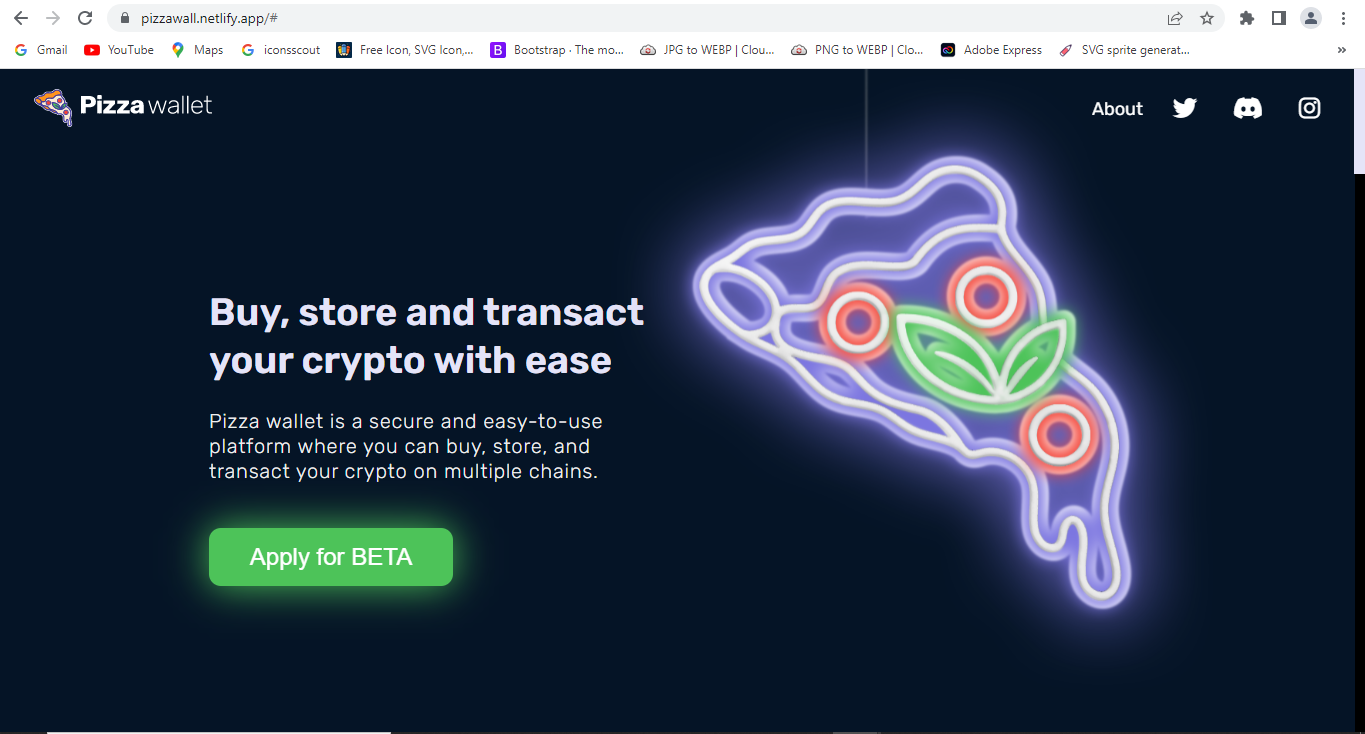 pizzawall.netlify.app/#
Gmail YouTube Maps iconsscout Free Icon, SVG Icon,... Bootstrap · The mo... JPG to WEBP | Clou... PNG to WEBP | Clo... Adobe Express SVG sprite generat... »
Pizza wallet
About
Buy, store and transact
your crypto with ease
Pizza wallet is a secure and easy-to-use
platform where you can buy, store, and
transact your crypto on multiple chains.
Apply for BETA